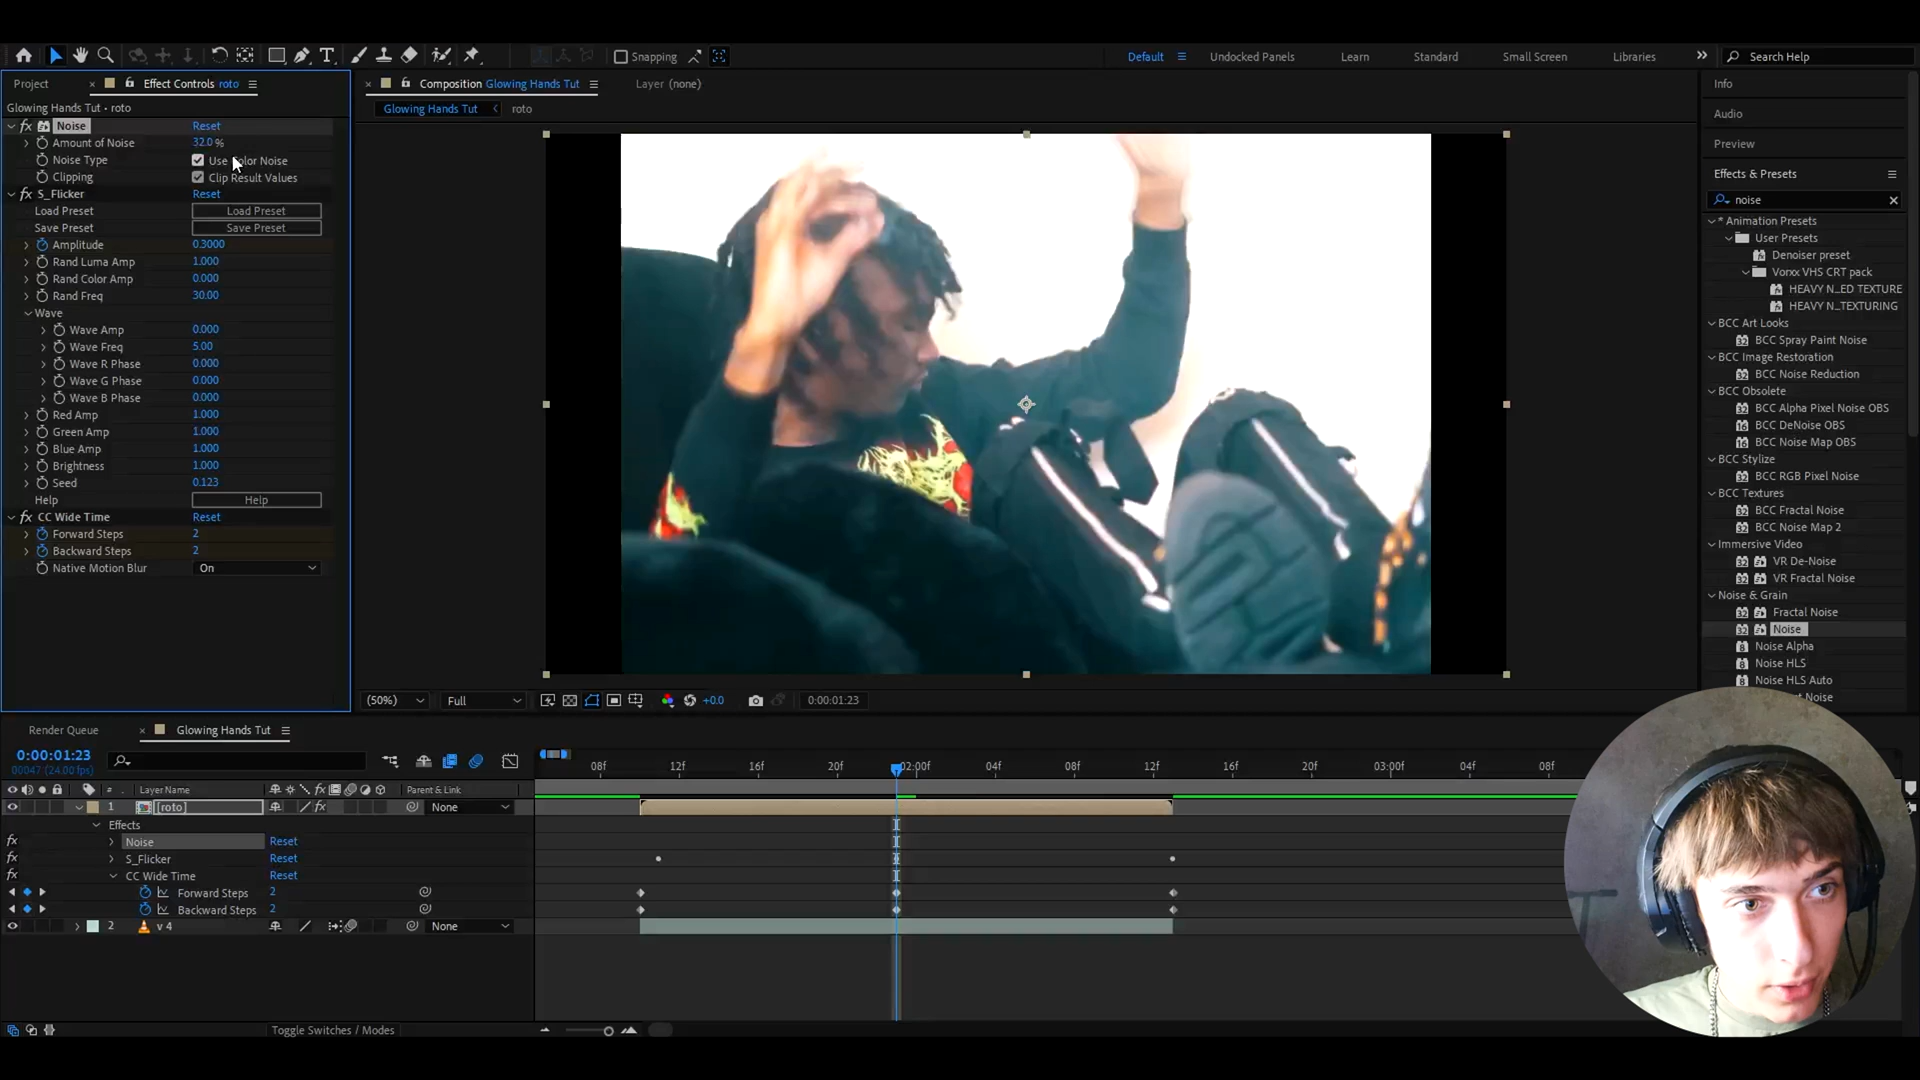 Snapping
Default
Undocked Panels
Learn
Standard
Small Screen
Libraries
Search Help
Project
Effect Controls roto
Composition Glowing Hands Tut
Layer (none)
Glowing Hands Tut • roto
Glowing Hands Tut
roto
fx Noise Reset
Amount of Noise 32.0 %
Noise Type Use Color Noise
Clipping Clip Result Values
fx S_Flicker Reset
Load Preset Load Preset
Save Preset Save Preset
Amplitude 0.3000
Rand Luma Amp 1.000
Rand Color Amp 0.000
Rand Freq 30.00
Wave
Wave Amp 0.000
Wave Freq 5.00
Wave R Phase 0.000
Wave G Phase 0.000
Wave B Phase 0.000
Red Amp 1.000
Green Amp 1.000
Blue Amp 1.000
Brightness 1.000
Seed 0.123
Help Help
fx CC Wide Time Reset
Forward Steps 2
Backward Steps 2
Native Motion Blur On
(50%)
Full
+0.0
0:00:01:23
Info
Audio
Preview
Effects & Presets
noise
* Animation Presets
User Presets
Denoiser preset
Vorxx VHS CRT pack
HEAVY N_ED TEXTURE
HEAVY N_TEXTURING
BCC Art Looks
BCC Spray Paint Noise
BCC Image Restoration
BCC Noise Reduction
BCC Obsolete
BCC Alpha Pixel Noise OBS
BCC DeNoise OBS
BCC Noise Map OBS
BCC Stylize
BCC RGB Pixel Noise
BCC Textures
BCC Fractal Noise
BCC Noise Map 2
Immersive Video
VR De-Noise
VR Fractal Noise
Noise & Grain
Fractal Noise
Noise
Noise Alpha
Noise HLS
Noise HLS Auto
Noise
Render Queue
Glowing Hands Tut
0:00:01:23
00047 (24.00 fps)
08f 12f 16f 20f 02:00f 04f 08f 12f 16f 20f 03:00f 04f 08f
# Layer Name Parent & Link
1 [roto] None
Effects
fx Noise Reset
fx S_Flicker Reset
fx CC Wide Time Reset
Forward Steps 2
Backward Steps 2
2 v 4 None
Toggle Switches / Modes